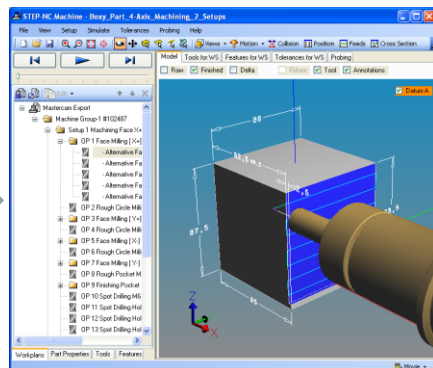 STEP-NC Machine - Boxy_Part_4-Axis_Machining_2_Setups
File View Setup Simulate Tolerances Probing Help
Views Motion Collision Position Feeds Cross Section
Model Tools for WS Features for WS Tolerances for WS Probing
Raw Finished Delta Fixture Tool Annotations
Datum A
Mastercam Export
Machine Group-1 #102487
Setup 1 Machining Face X+
OP 1 Face Milling [X+]
- Alternative Fa
- Alternative Fa
- Alternative Fa
- Alternative Fa
- Alternative Fa
OP 2 Rough Circle Milli
OP 3 Face Milling [Y+]
OP 4 Rough Circle Milli
OP 5 Face Milling [X-]
OP 6 Rough Circle Milli
OP 7 Face Milling [Y-]
OP 8 Rough Pocket M
OP 9 Finishing Pocket
OP 10 Spot Drilling M6
OP 11 Spot Drilling Hol
OP 12 Spot Drilling Hol
OP 13 Spot Drilling Hol
87,5
95
Z
X
Workplans Part Properties Tools Features
Movie